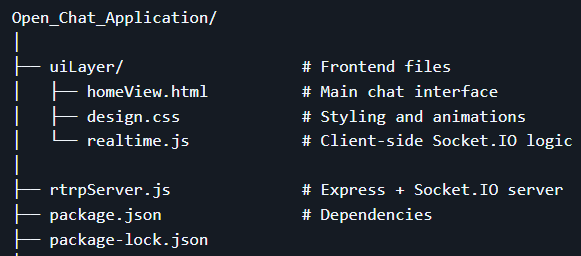 Open_Chat_Application/
│
├── uiLayer/                 # Frontend files
│   ├── homeView.html        # Main chat interface
│   ├── design.css           # Styling and animations
│   └── realtime.js          # Client-side Socket.IO logic
│
├── rtrpServer.js            # Express + Socket.IO server
├── package.json             # Dependencies
├── package-lock.json